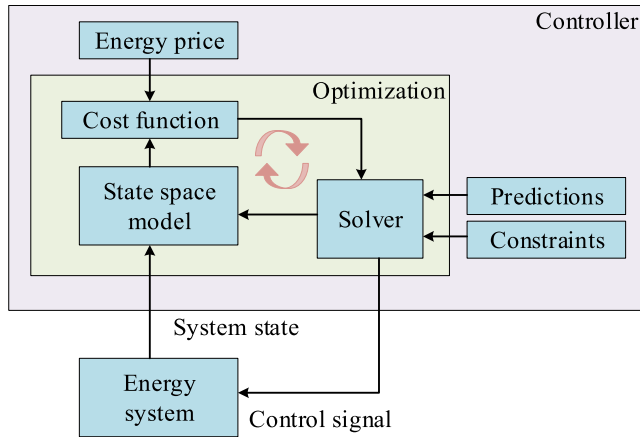 Controller
Energy price
Optimization
Cost function
State space
model
Solver
Predictions
Constraints
System state
Energy
system
Control signal